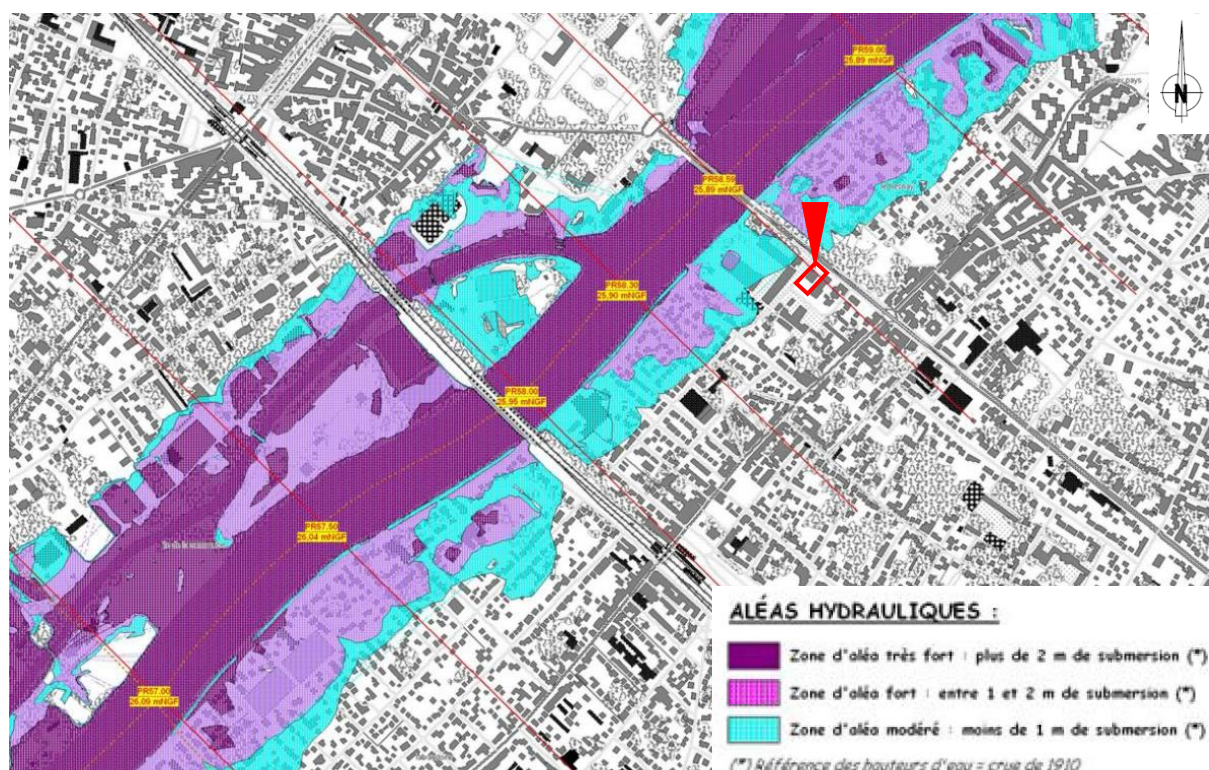 N
PR59.00
25,89 mNGF
PR58.59
25,89 mNGF
PR58.30
25,90 mNGF
PR58.00
25,95 mNGF
PR57.50
26,04 mNGF
PR57.00
26,09 mNGF
ALÉAS HYDRAULIQUES :
Zone d'aléa très fort : plus de 2 m de submersion (*)
Zone d'aléa fort : entre 1 et 2 m de submersion (*)
Zone d'aléa modéré : moins de 1 m de submersion (*)
(*) Référence des hauteurs d'eau = crue de 1910